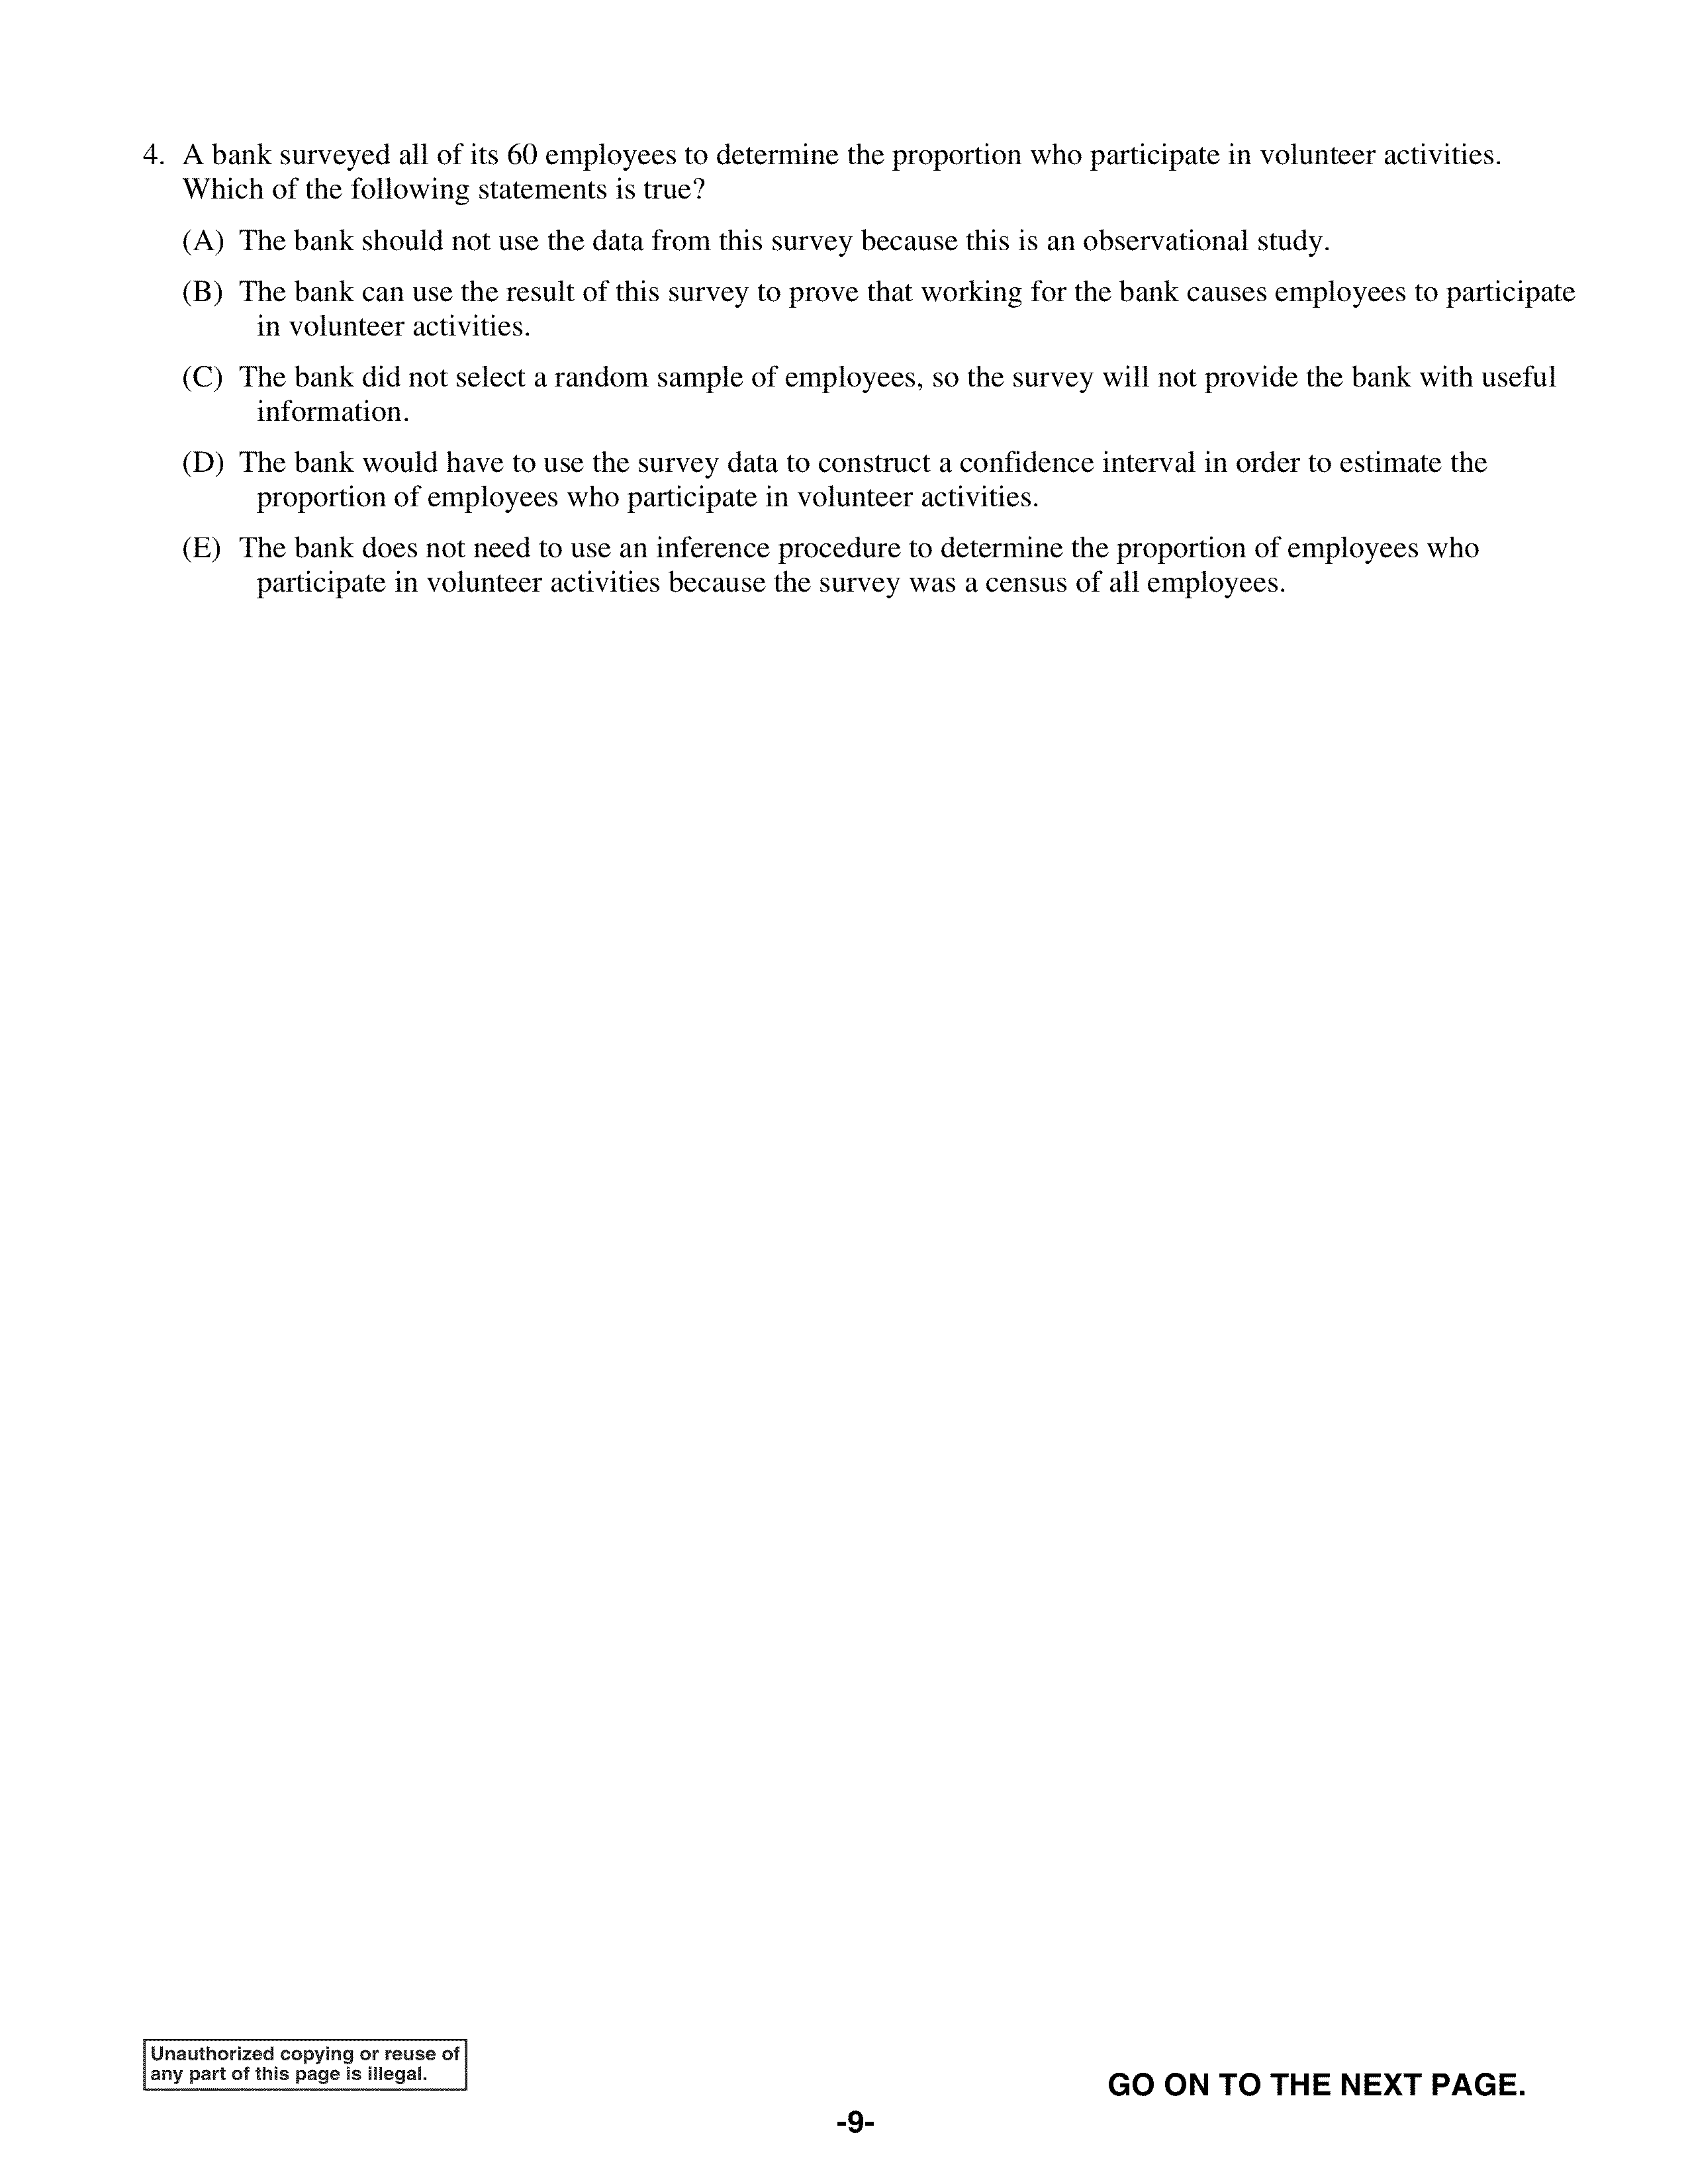 4. A bank surveyed all of its 60 employees to determine the proportion who participate in volunteer activities.
Which of the following statements is true?
(A) The bank should not use the data from this survey because this is an observational study.
(B) The bank can use the result of this survey to prove that working for the bank causes employees to participate
in volunteer activities.
(C) The bank did not select a random sample of employees, so the survey will not provide the bank with useful
information.
(D) The bank would have to use the survey data to construct a confidence interval in order to estimate the
proportion of employees who participate in volunteer activities.
(E) The bank does not need to use an inference procedure to determine the proportion of employees who
participate in volunteer activities because the survey was a census of all employees.
Unauthorized copying or reuse of
any part of this page is illegal.
GO ON TO THE NEXT PAGE.
-9-